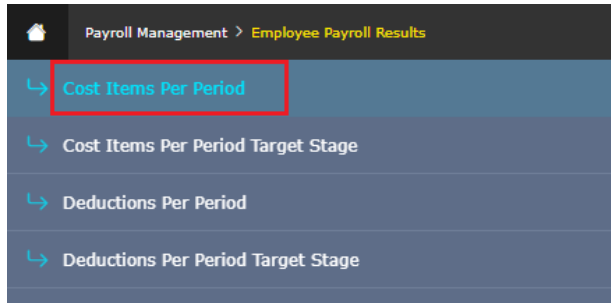 Payroll Management > Employee Payroll Results
Cost Items Per Period
Cost Items Per Period Target Stage
Deductions Per Period
Deductions Per Period Target Stage